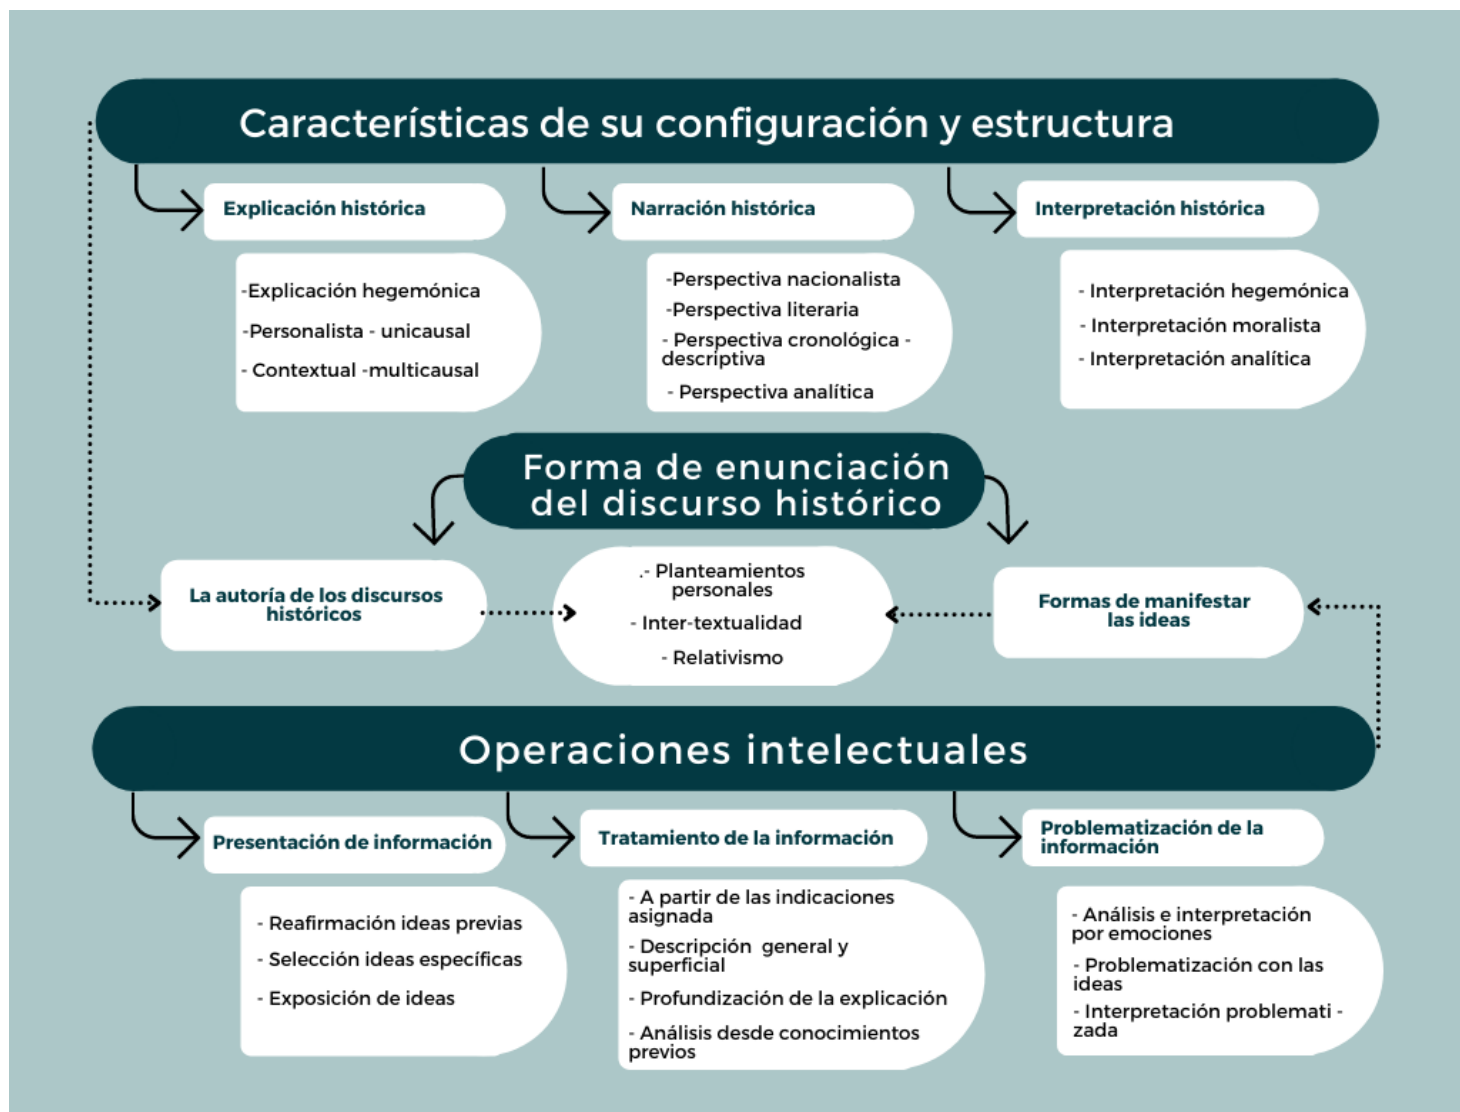 Características de su configuración y estructura
Explicación histórica
-Explicación hegemónica
-Personalista - unicausal
- Contextual -multicausal
Narración histórica
-Perspectiva nacionalista
-Perspectiva literaria
- Perspectiva cronológica -
descriptiva
- Perspectiva analítica
Interpretación histórica
- Interpretación hegemónica
- Interpretación moralista
- Interpretación analítica
Forma de enunciación
del discurso histórico
La autoría de los discursos
históricos
.- Planteamientos
personales
- Inter-textualidad
- Relativismo
Formas de manifestar
las ideas
Operaciones intelectuales
Presentación de información
- Reafirmación ideas previas
- Selección ideas específicas
- Exposición de ideas
Tratamiento de la información
- A partir de las indicaciones
asignada
- Descripción  general y
superficial
- Profundización de la explicación
- Análisis desde conocimientos
previos
Problematización de la
información
- Análisis e interpretación
por emociones
- Problematización con las
ideas
- Interpretación problemati -
zada